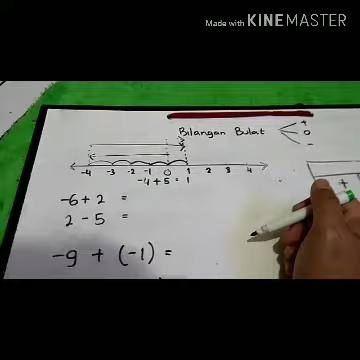 Made with KINEMASTER
Bilangan Bulat + 0 -
-4 -3 -2 -1 0 1 2 3 4
-4 + 5 = 1
-6 + 2 =
2 - 5 =
-9 + (-1) =
+